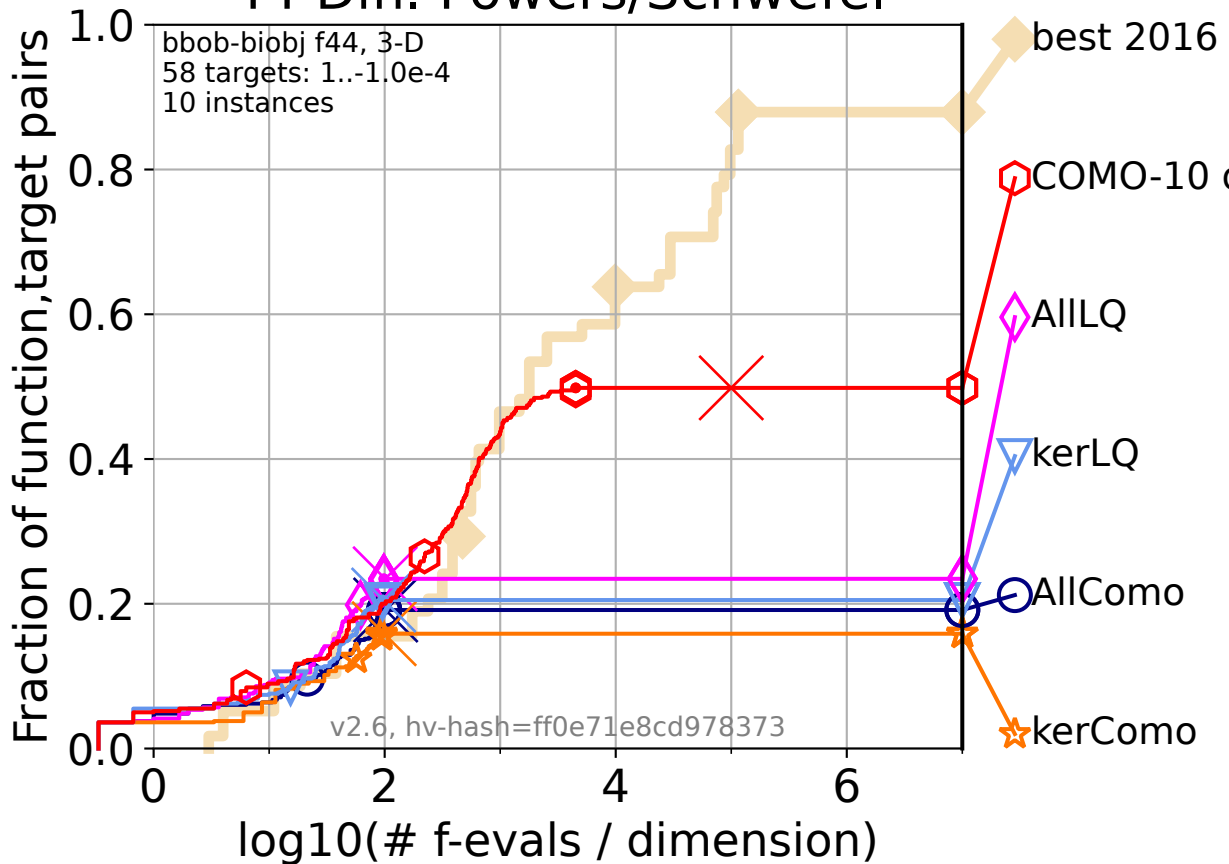 bbob-biobj f44, 3-D
58 targets: 1..-1.0e-4
10 instances
Fraction of function,target pairs
1.0
0.8
0.6
0.4
0.2
0.0
0
2
4
6
log10(# f-evals / dimension)
v2.6, hv-hash=ff0e71e8cd978373
best 2016
COMO-10
AllLQ
kerLQ
AllComo
kerComo